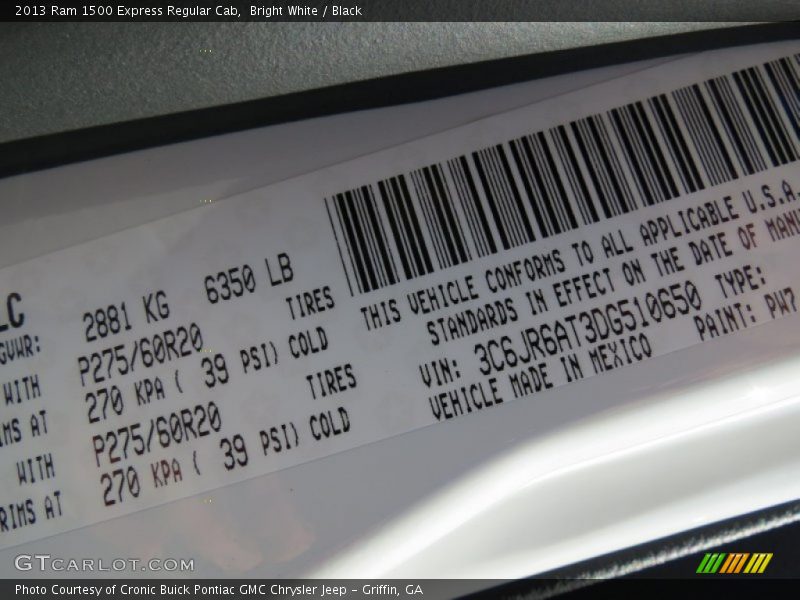 2013 Ram 1500 Express Regular Cab, Bright White / Black
LC
GVWR: 2881 KG 6350 LB
WITH P275/60R20 TIRES
RIMS AT 270 KPA ( 39 PSI) COLD
WITH P275/60R20 TIRES
RIMS AT 270 KPA ( 39 PSI) COLD
THIS VEHICLE CONFORMS TO ALL APPLICABLE U.S.A.
STANDARDS IN EFFECT ON THE DATE OF MANU
VIN: 3C6JR6AT3DG510650 TYPE:
VEHICLE MADE IN MEXICO PAINT: PW7
GTCARLOT.COM
Photo Courtesy of Cronic Buick Pontiac GMC Chrysler Jeep - Griffin, GA